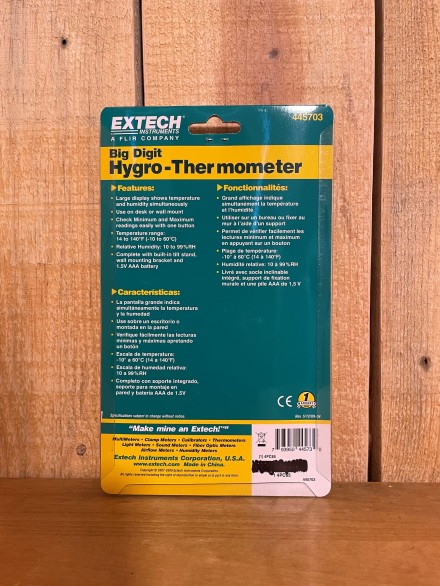 445703
EXTECH
INSTRUMENTS
A FLIR COMPANY
Big Digit
Hygro-Thermometer
Features:
• Large display shows temperature
and humidity simultaneously
• Use on desk or wall mount
• Check Minimum and Maximum
readings easily with one button
• Temperature range:
14 to 140°F (-10 to 60°C)
• Relative Humidity: 10 to 99%RH
• Complete with built-in tilt stand,
wall mounting bracket and
1.5V AAA battery
Fonctionnalités:
• Grand affichage indique
simultanément la température
et l'humidité
• Utiliser sur un bureau ou fixer au
mur à l'aide d'un support
• Permet de vérifier facilement les
lectures minimum et maximum
en appuyant sur un bouton
• Plage de température:
-10° a 60°C (14 à 140°F)
• Humidité relative: 10 a 99%RH
• Livré avec socle inclinable
intégré, support de fixation
murale et une pile AAA de 1,5 V
Características:
• La pantalla grande indica
simultáneamente la temperatura
y la humedad
• Use sobre un escritorio o
montada en la pared
• Verifique fácilmente las lecturas
mínimas y máximas apretando
un botón
• Escala de temperatura:
-10° a 60°C (14 a 140°F)
• Escala de humedad relativa:
10 a 99%RH
• Completo con soporte integrado,
soporte para montaje en
pared y batería AAA de 1.5V
CE
1
Specifications subject to change without notice.
"Make mine an Extech!"
MultiMeters • Clamp Meters • Calibrators • Thermometers
Light Meters • Sound Meters • Fiber Optic Meters
Airflow Meters • Humidity Meters
Extech Instruments Corporation, U.S.A.
www.extech.com Made in China.
445703